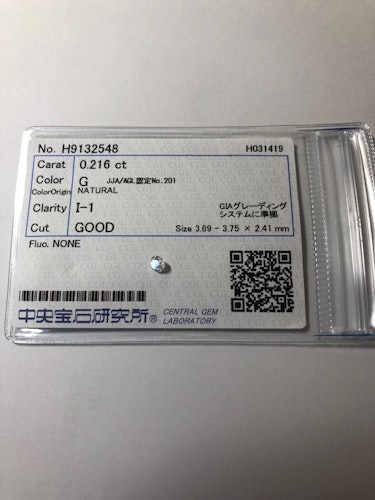 No. H9132548 H031419
Carat 0.216 ct
Color G JJA/AGL認定No.201
ColorOrigin NATURAL
Clarity I-1 GIAグレーディング
システムに準拠
Cut GOOD Size 3.69 - 3.75 × 2.41 mm
Fluo. NONE
中央宝石研究所® CENTRAL GEM
LABORATORY